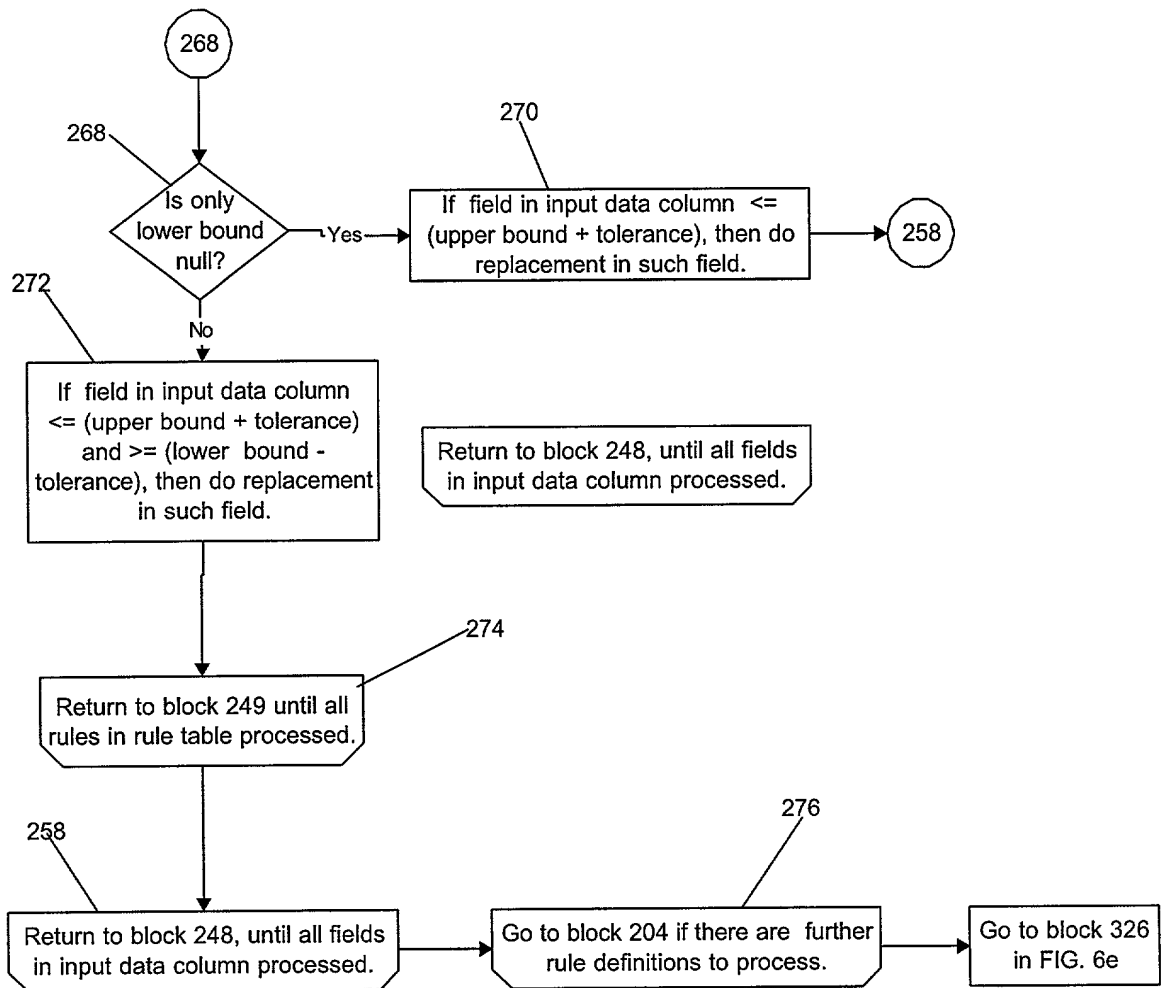 268
268
Is only
lower bound
null?
Yes
270
If field in input data column <=
(upper bound + tolerance), then do
replacement in such field.
258
272
No
If field in input data column
<= (upper bound + tolerance)
and >= (lower bound -
tolerance), then do replacement
in such field.
Return to block 248, until all fields
in input data column processed.
274
Return to block 249 until all
rules in rule table processed.
258
Return to block 248, until all fields
in input data column processed.
276
Go to block 204 if there are further
rule definitions to process.
Go to block 326
in FIG. 6e